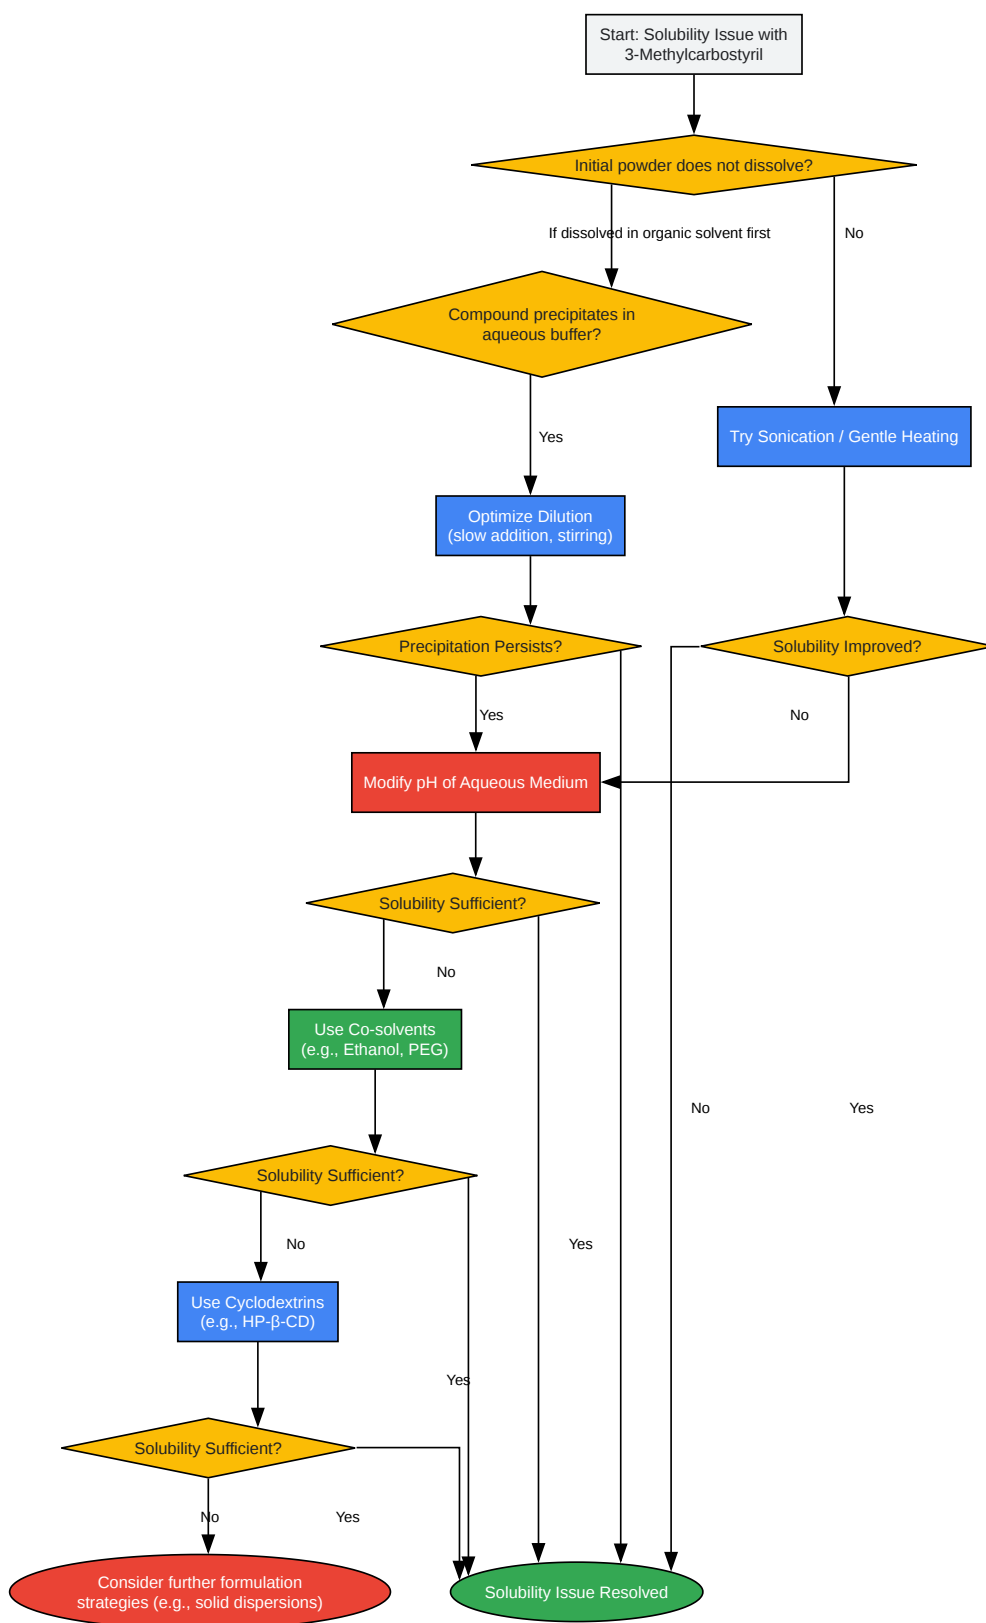 Start: Solubility Issue with
3-Methylcarbostyril
Initial powder does not dissolve?
If dissolved in organic solvent first
No
Compound precipitates in
aqueous buffer?
Yes
Try Sonication / Gentle Heating
Optimize Dilution
(slow addition, stirring)
Precipitation Persists?
Solubility Improved?
Yes
No
Modify pH of Aqueous Medium
Solubility Sufficient?
No
Use Co-solvents
(e.g., Ethanol, PEG)
No
Yes
Solubility Sufficient?
No
Yes
Use Cyclodextrins
(e.g., HP-β-CD)
Yes
Solubility Sufficient?
No
Yes
Consider further formulation
strategies (e.g., solid dispersions)
Solubility Issue Resolved